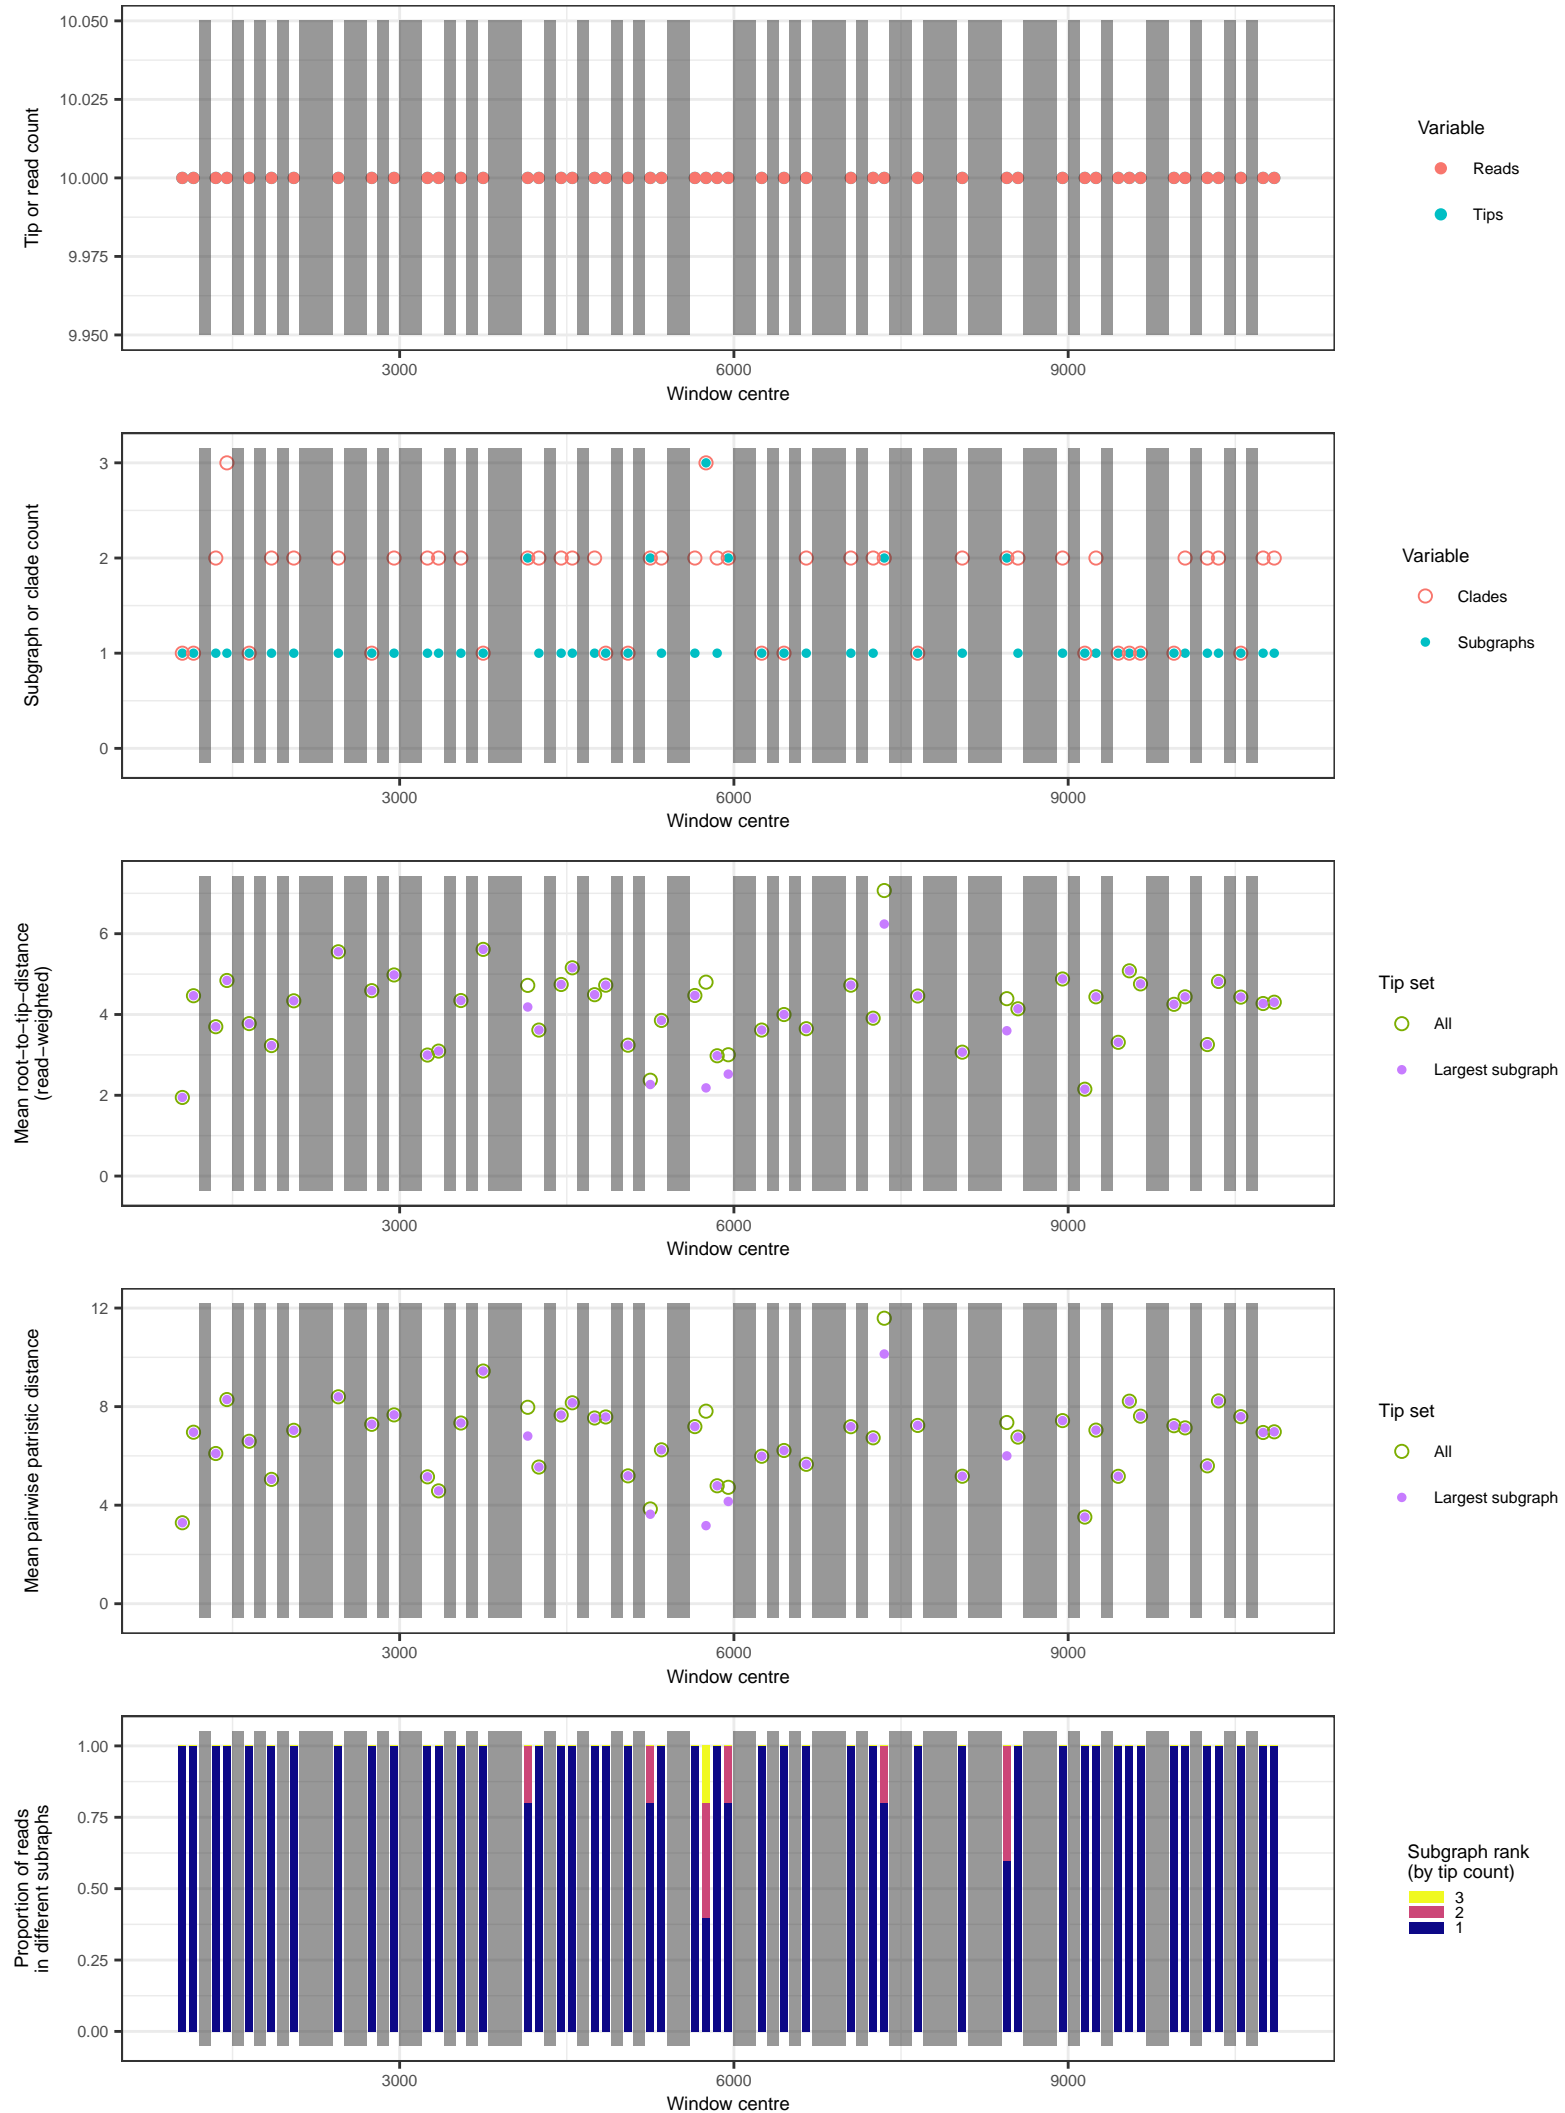 10.050
10.025
10.000
9.975
9.950
Tip or read count
3000
6000
9000
Window centre
Variable
Reads
Tips
3
2
1
0
Subgraph or clade count
3000
6000
9000
Window centre
Variable
Clades
Subgraphs
6
4
2
0
Mean root−to−tip−distance
(read−weighted)
3000
6000
9000
Window centre
Tip set
All
Largest subgraph
12
8
4
0
Mean pairwise patristic distance
3000
6000
9000
Window centre
Tip set
All
Largest subgraph
1.00
0.75
0.50
0.25
0.00
Proportion of reads
in different subraphs
3000
6000
9000
Window centre
Subgraph rank
(by tip count)
3
2
1